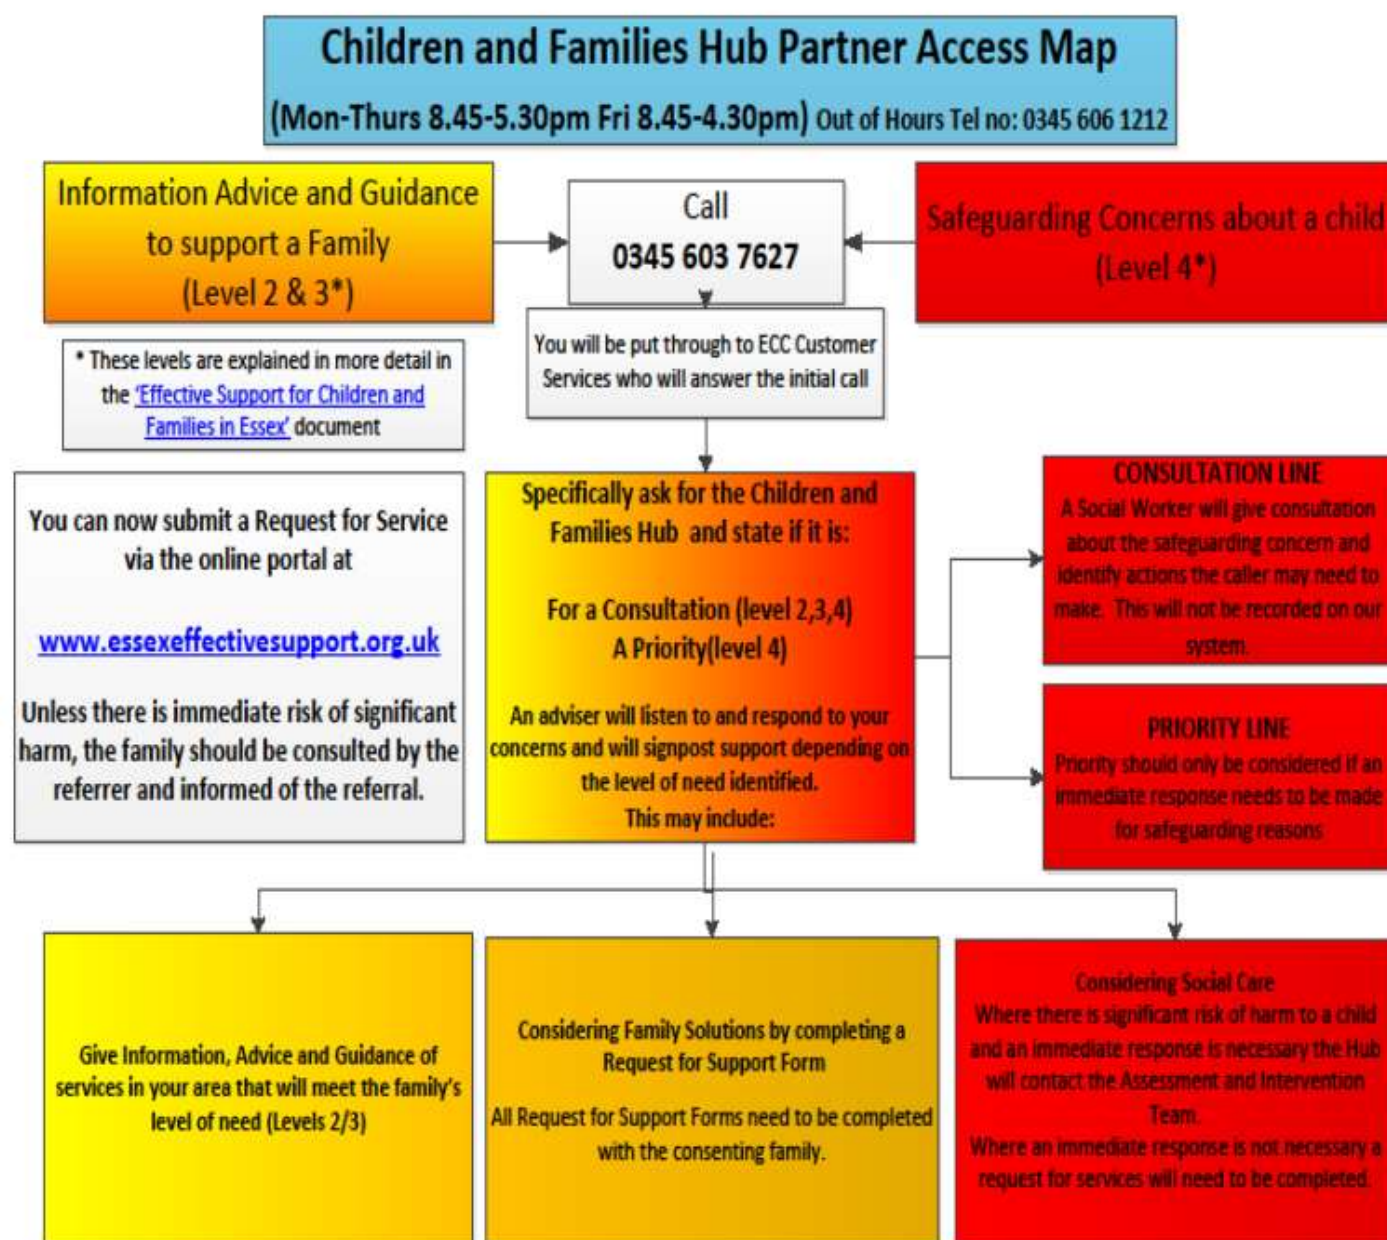 Children and Families Hub Partner Access Map
(Mon-Thurs 8.45-5.30pm Fri 8.45-4.30pm) Out of Hours Tel no: 0345 606 1212
Information Advice and Guidance
to support a Family
(Level 2 & 3*)
Call
0345 603 7627
Safeguarding Concerns about a child
(Level 4*)
* These levels are explained in more detail in
the 'Effective Support for Children and
Families in Essex' document
You will be put through to ECC Customer
Services who will answer the initial call
You can now submit a Request for Service
via the online portal at
www.essexeffectivesupport.org.uk
Unless there is immediate risk of significant
harm, the family should be consulted by the
referrer and informed of the referral.
Specifically ask for the Children and
Families Hub and state if it is:
For a Consultation (level 2,3,4)
A Priority(level 4)
An adviser will listen to and respond to your
concerns and will signpost support depending on
the level of need identified.
This may include:
CONSULTATION LINE
A Social Worker will give consultation
about the safeguarding concern and
identify actions the caller may need to
make. This will not be recorded on our
system.
PRIORITY LINE
Priority should only be considered if an
immediate response needs to be made
for safeguarding reasons
Give Information, Advice and Guidance of
services in your area that will meet the family's
level of need (Levels 2/3)
Considering Family Solutions by completing a
Request for Support Form
All Request for Support Forms need to be completed
with the consenting family.
Considering Social Care
Where there is significant risk of harm to a child
and an immediate response is necessary the Hub
will contact the Assessment and Intervention
Team.
Where an immediate response is not necessary a
request for services will need to be completed.